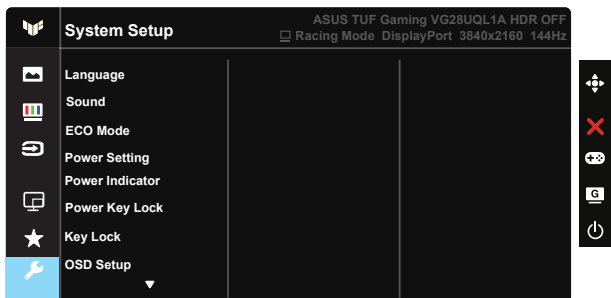 System Setup
ASUS TUF Gaming VG28UQL1A HDR OFF
Racing Mode DisplayPort 3840x2160 144Hz
Language
Sound
ECO Mode
Power Setting
Power Indicator
Power Key Lock
Key Lock
OSD Setup
G